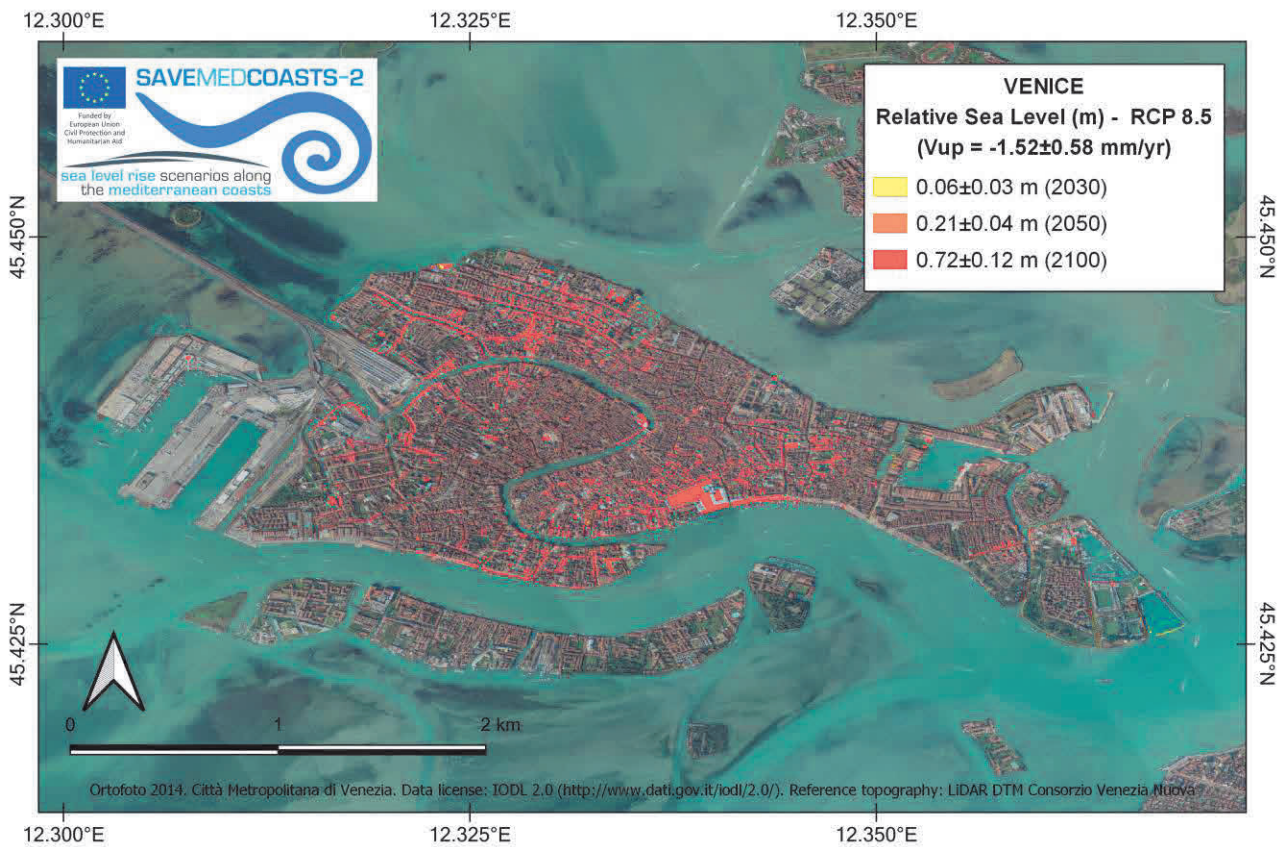 12.300°E
12.325°E
12.350°E
SAVEMEDCOASTS-2
Funded by
European Union
Civil Protection and
Humanitarian Aid
sea level rise scenarios along
the mediterranean coasts
VENICE
Relative Sea Level (m) - RCP 8.5
(Vup = -1.52±0.58 mm/yr)
0.06±0.03 m (2030)
0.21±0.04 m (2050)
0.72±0.12 m (2100)
45.450°N
45.450°N
45.425°N
45.425°N
0 1 2 km
Ortofoto 2014. Città Metropolitana di Venezia. Data license: IODL 2.0 (http://www.dati.gov.it/iodl/2.0/). Reference topography: LiDAR DTM Consorzio Venezia Nuova
12.300°E
12.325°E
12.350°E